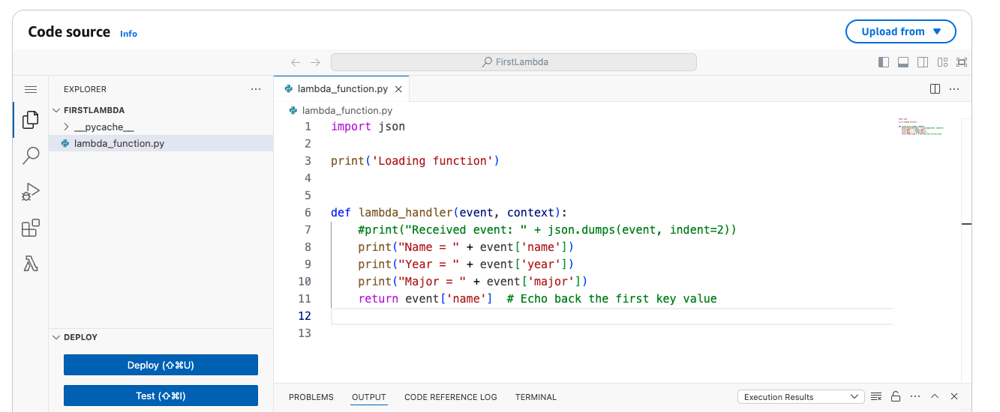 Code source Info
Upload from
FirstLambda
EXPLORER
FIRSTLAMBDA
__pycache__
lambda_function.py
DEPLOY
Deploy (⇧⌘U)
Test (⇧⌘I)
lambda_function.py
lambda_function.py
1 import json
2
3 print('Loading function')
4
5
6 def lambda_handler(event, context):
7     #print("Received event: " + json.dumps(event, indent=2))
8     print("Name = " + event['name'])
9     print("Year = " + event['year'])
10     print("Major = " + event['major'])
11     return event['name']  # Echo back the first key value
12
13
PROBLEMS OUTPUT CODE REFERENCE LOG TERMINAL
Execution Results